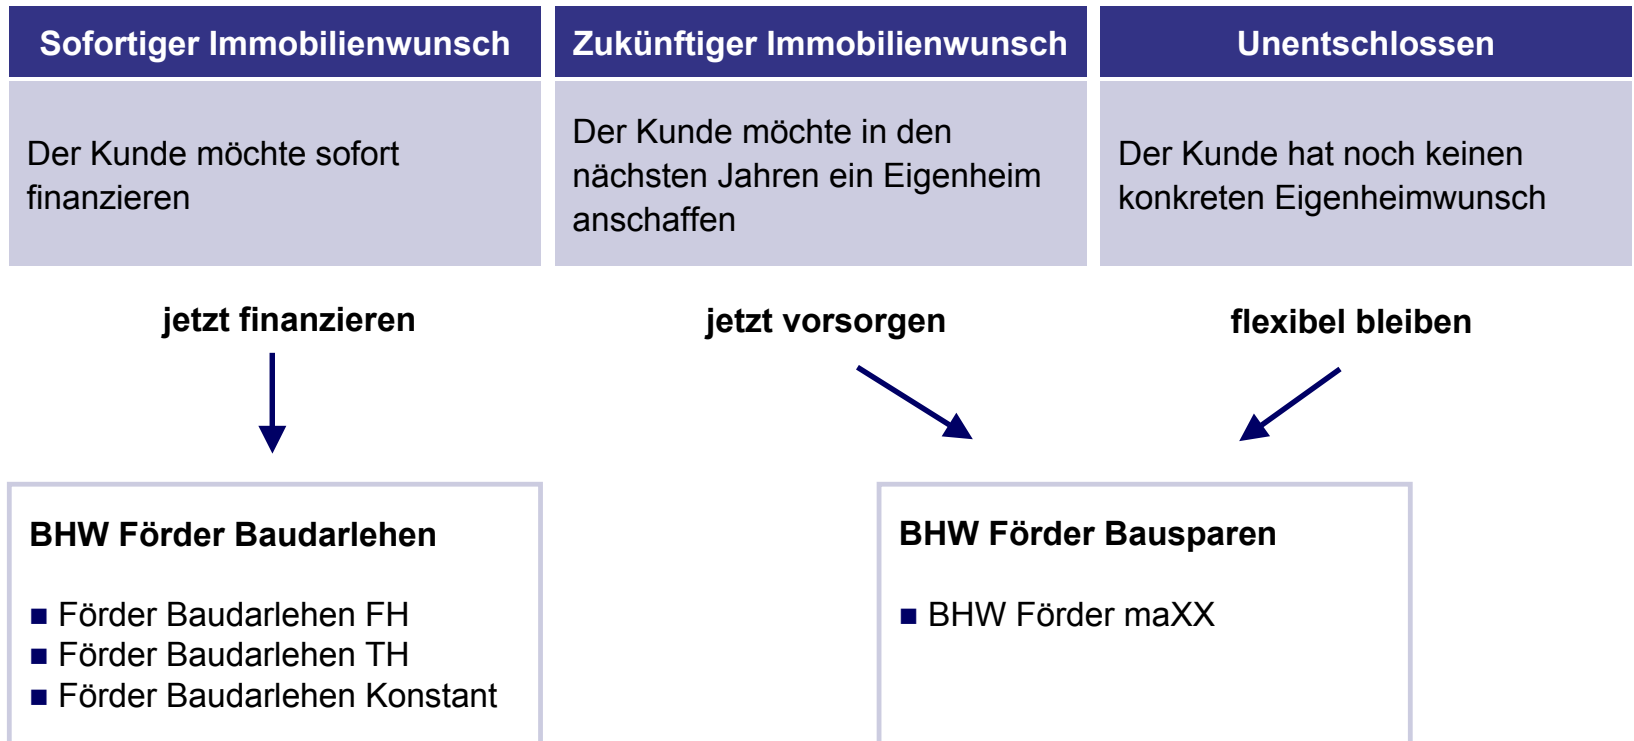 Sofortiger Immobilienwunsch
Zukünftiger Immobilienwunsch
Unentschlossen
Der Kunde möchte sofort
finanzieren
Der Kunde möchte in den
nächsten Jahren ein Eigenheim
anschaffen
Der Kunde hat noch keinen
konkreten Eigenheimwunsch
jetzt finanzieren
jetzt vorsorgen
flexibel bleiben
BHW Förder Baudarlehen
■ Förder Baudarlehen FH
■ Förder Baudarlehen TH
■ Förder Baudarlehen Konstant
BHW Förder Bausparen
■ BHW Förder maXX